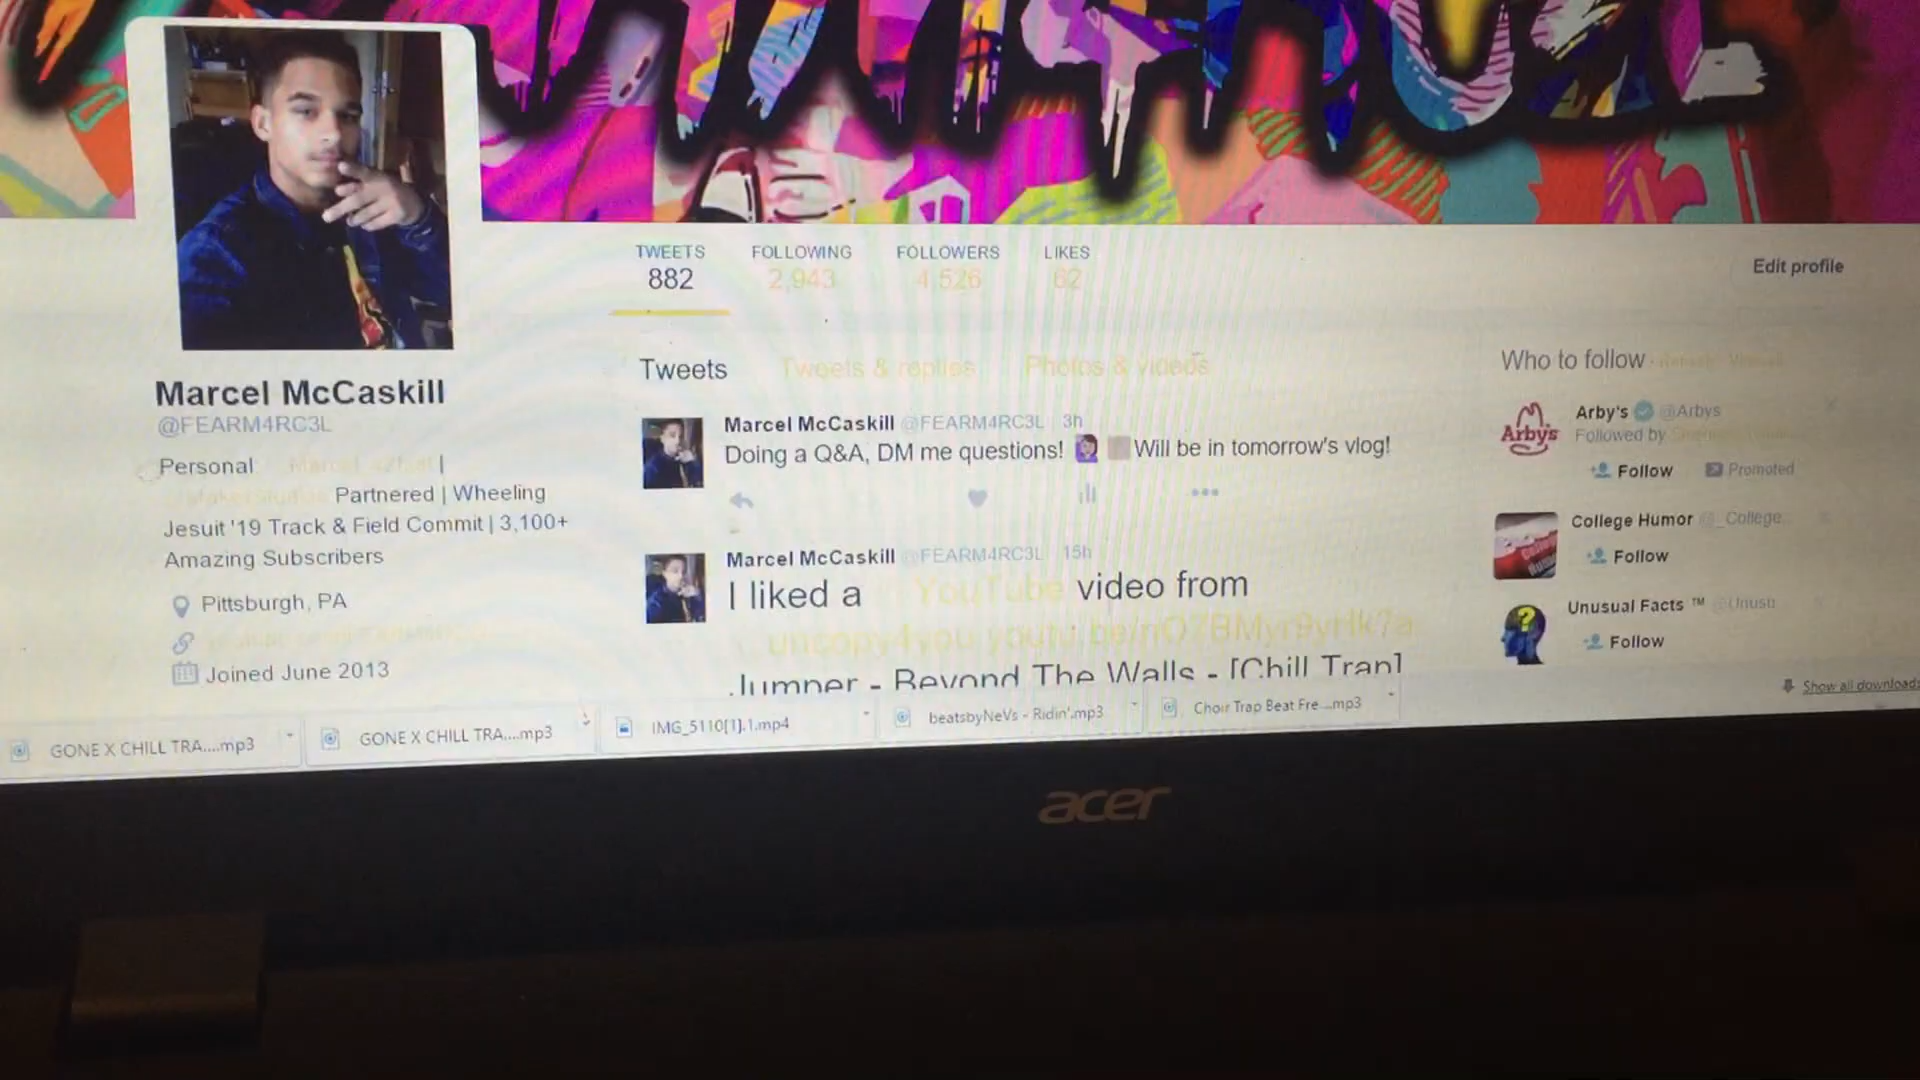 TWEETS FOLLOWING FOLLOWERS LIKES
882 2,943 4,526 62
Edit profile
Marcel McCaskill
@FEARM4RC3L
Personal |
Partnered | Wheeling
Jesuit '19 Track & Field Commit | 3,100+
Amazing Subscribers
Pittsburgh, PA
Joined June 2013
Tweets Tweets & replies Photos & videos
Marcel McCaskill @FEARM4RC3L 3h
Doing a Q&A, DM me questions! Will be in tomorrow's vlog!
Marcel McCaskill @FEARM4RC3L 15h
I liked a YouTube video from
Jumper - Beyond The Walls - [Chill Trap]
Who to follow
Arby's @Arbys
Arby's
Followed by
Follow Promoted
College Humor @_College...
Follow
Unusual Facts ™ @Unusu
Follow
Show all downloads
GONE X CHILL TRA....mp3 GONE X CHILL TRA....mp3 IMG_5110[1].1.mp4 beatsbyNeVs - Ridin'.mp3 Choir Trap Beat Fre....mp3
acer